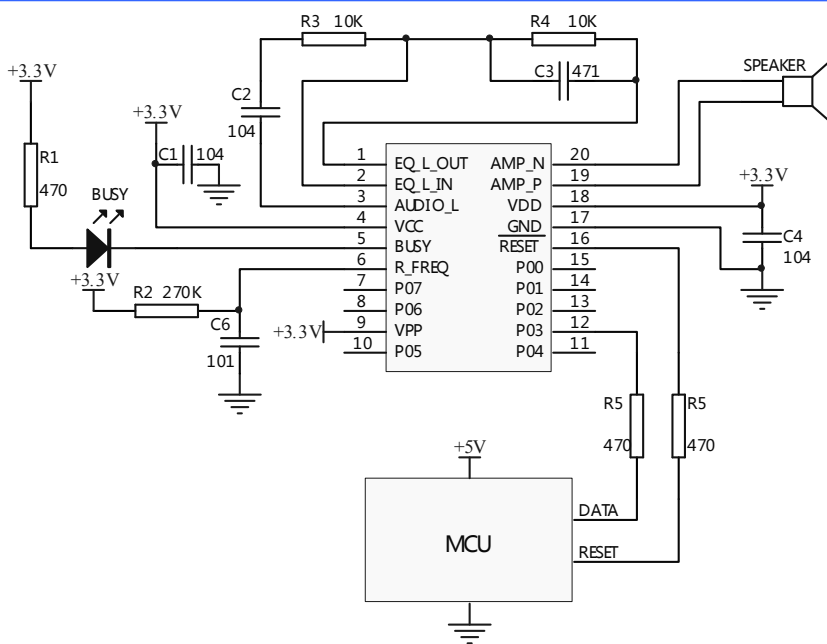 R3 10K
R4 10K
C3 471
SPEAKER
+3.3V
C2
104
+3.3V
R1
470
C1 104
BUSY
+3.3V
R2 270K
C6
101
+3.3V
1 EQ_L_OUT AMP_N 20
2 EQ_L_IN AMP_P 19
3 AUDIO_L VDD 18
4 VCC GND 17
5 BUSY RESET 16
6 R_FREQ P00 15
7 P07 P01 14
8 P06 P02 13
9 VPP P03 12
10 P05 P04 11
+3.3V
C4
104
R5
470
R5
470
+5V
MCU
DATA
RESET